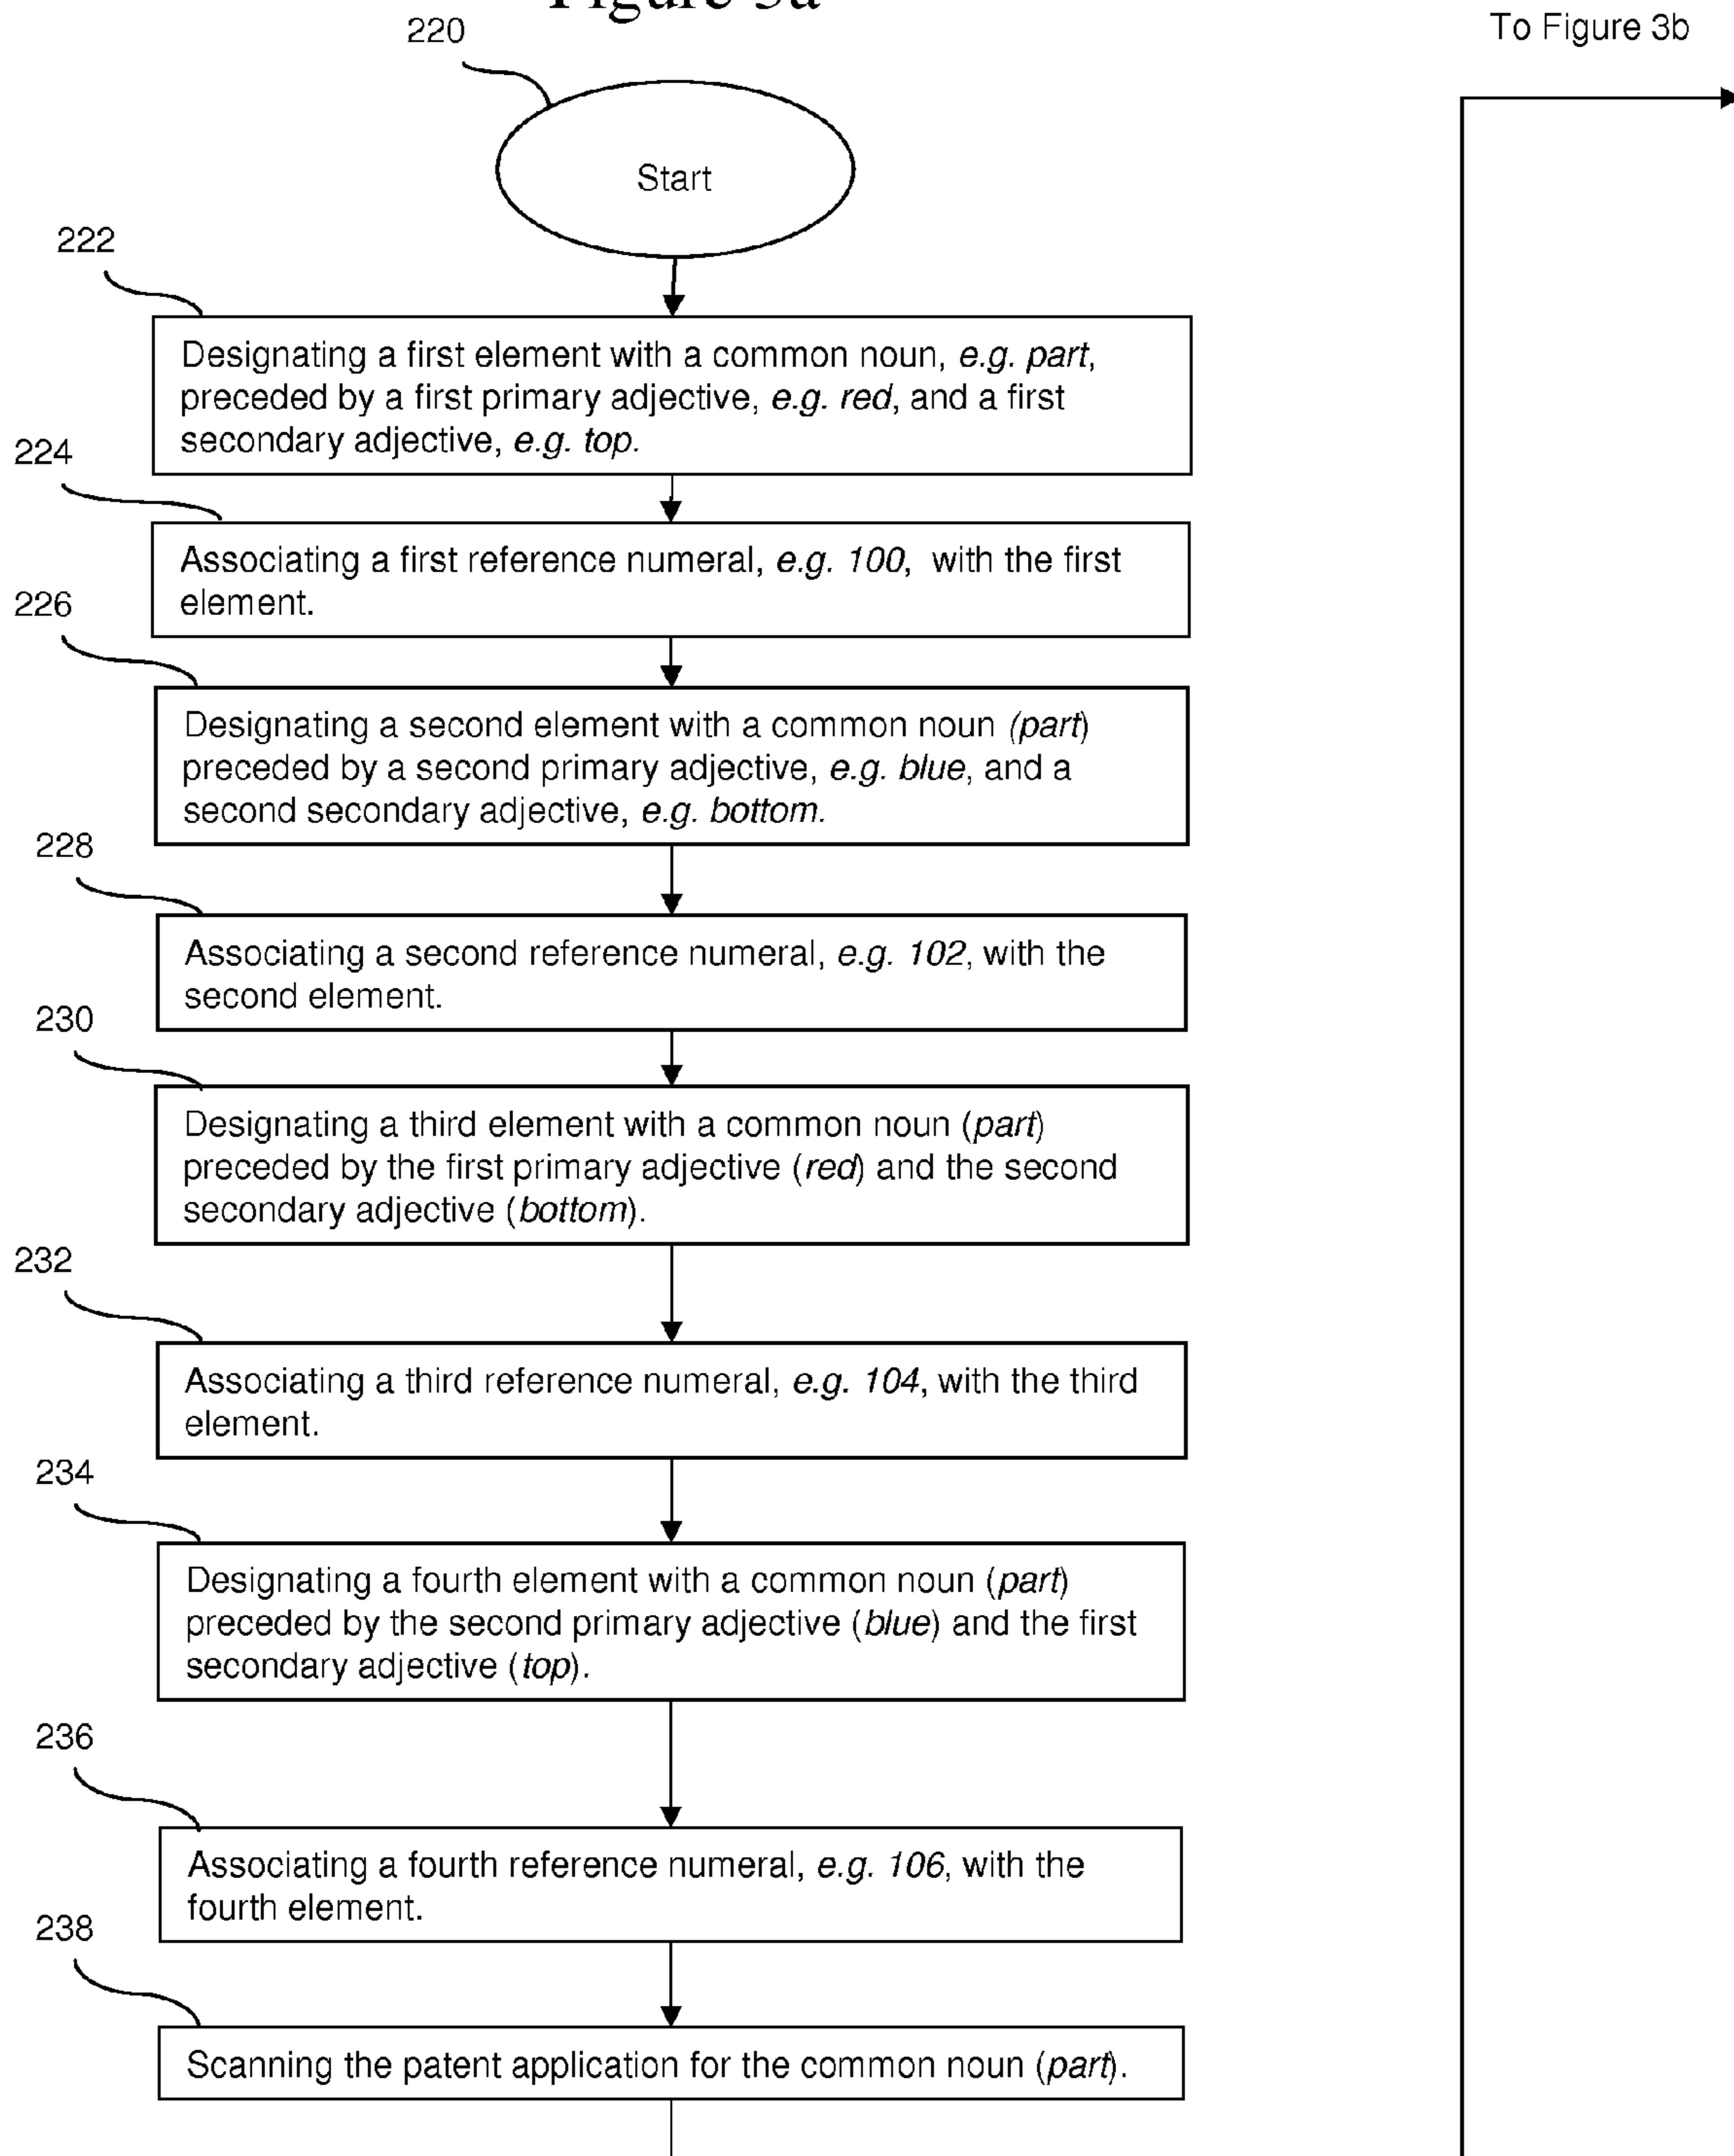 Figure 3a
To Figure 3b
220
Start
222
Designating a first element with a common noun, e.g. part,
preceded by a first primary adjective, e.g. red, and a first
secondary adjective, e.g. top.
224
Associating a first reference numeral, e.g. 100, with the first
element.
226
Designating a second element with a common noun (part)
preceded by a second primary adjective, e.g. blue, and a
second secondary adjective, e.g. bottom.
228
Associating a second reference numeral, e.g. 102, with the
second element.
230
Designating a third element with a common noun (part)
preceded by the first primary adjective (red) and the second
secondary adjective (bottom).
232
Associating a third reference numeral, e.g. 104, with the third
element.
234
Designating a fourth element with a common noun (part)
preceded by the second primary adjective (blue) and the first
secondary adjective (top).
236
Associating a fourth reference numeral, e.g. 106, with the
fourth element.
238
Scanning the patent application for the common noun (part).